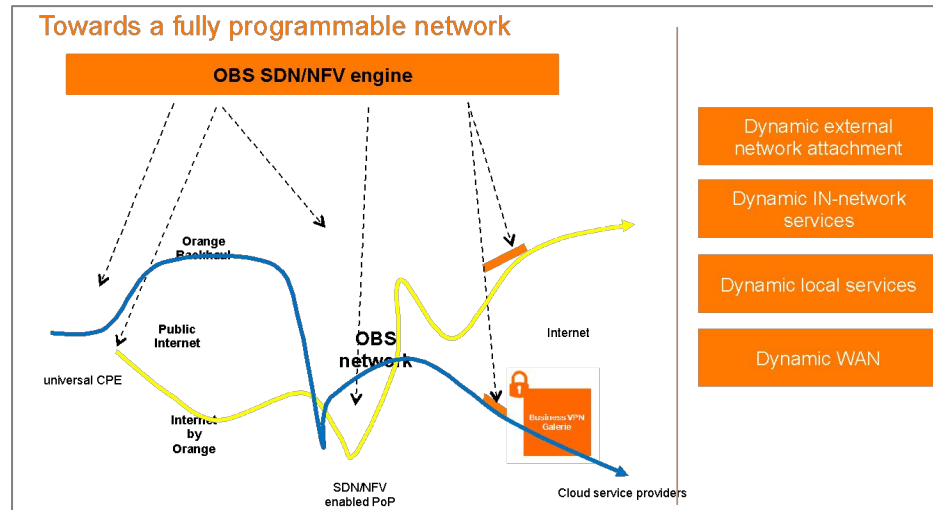 Towards a fully programmable network
OBS SDN/NFV engine
Dynamic external
network attachment
Dynamic IN-network
services
Dynamic local services
Dynamic WAN
Orange
Backhaul
Public
Internet
universal CPE
Internet
by
Orange
OBS
network
Internet
Business VPN
Galerie
SDN/NFV
enabled PoP
Cloud service providers